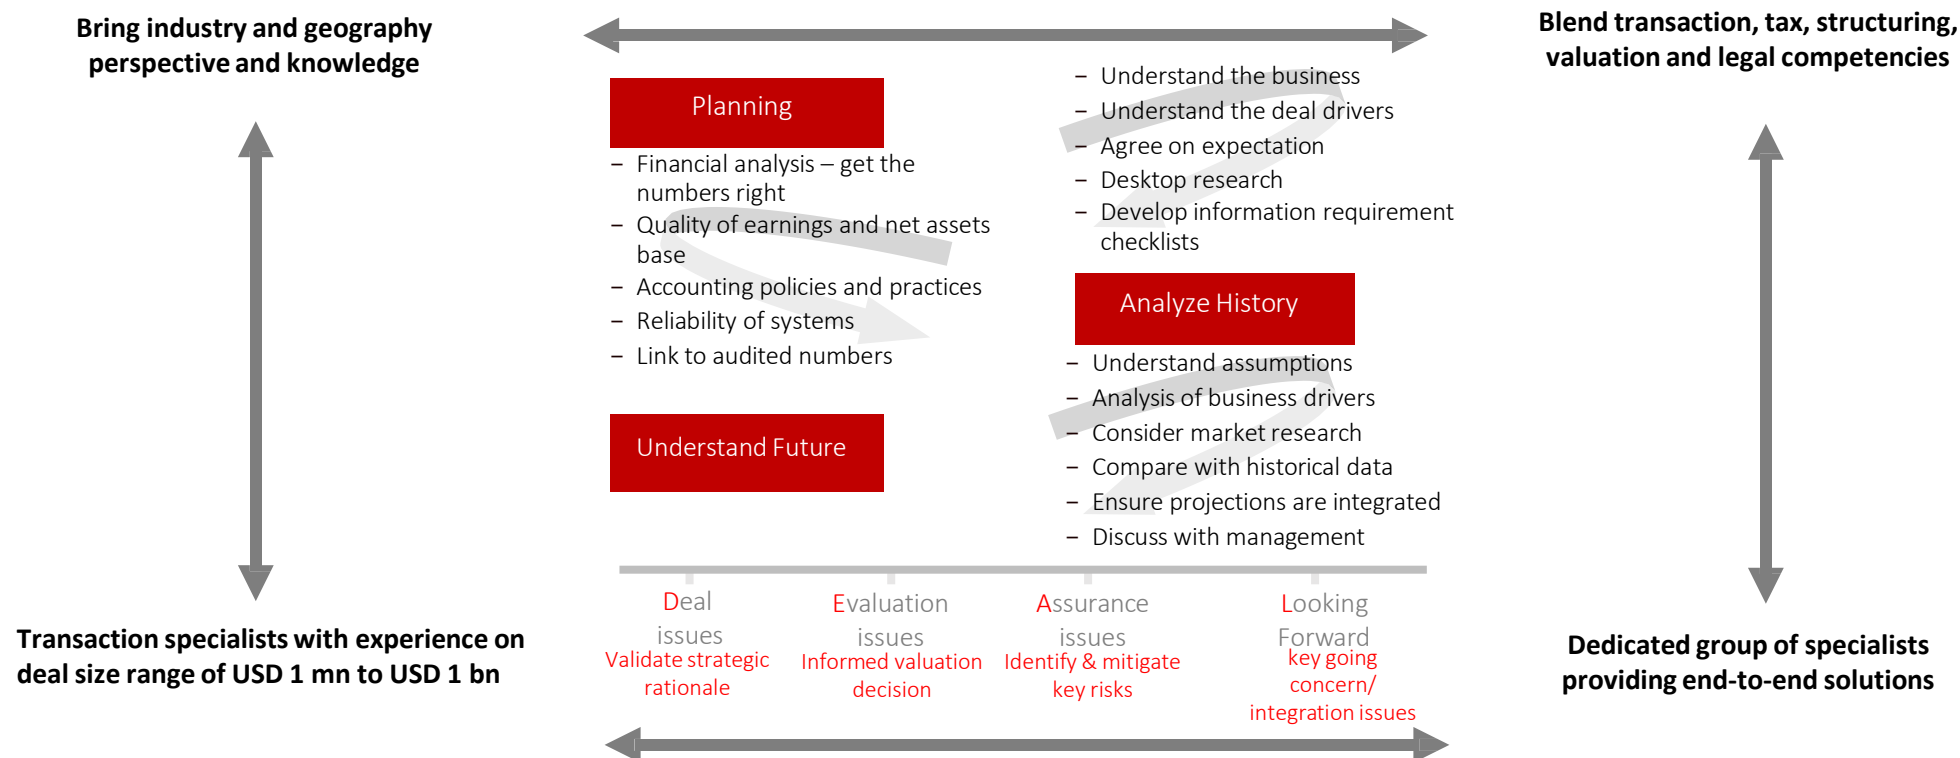 Bring industry and geography
perspective and knowledge
Blend transaction, tax, structuring,
valuation and legal competencies
Planning
– Understand the business
– Understand the deal drivers
– Agree on expectation
– Desktop research
– Develop information requirement
checklists
– Financial analysis – get the
numbers right
– Quality of earnings and net assets
base
– Accounting policies and practices
– Reliability of systems
– Link to audited numbers
Analyze History
Understand Future
– Understand assumptions
– Analysis of business drivers
– Consider market research
– Compare with historical data
– Ensure projections are integrated
– Discuss with management
Deal
issues
Validate strategic
rationale
Evaluation
issues
Informed valuation
decision
Assurance
issues
Identify & mitigate
key risks
Looking
Forward
key going
concern/
integration issues
Transaction specialists with experience on
deal size range of USD 1 mn to USD 1 bn
Dedicated group of specialists
providing end-to-end solutions